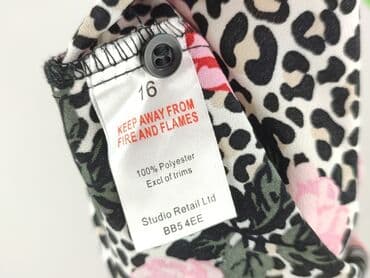 16
KEEP AWAY FROM
FIRE AND FLAMES
100% Polyester
Excl of trims
Studio Retail Ltd
BB5 4EE